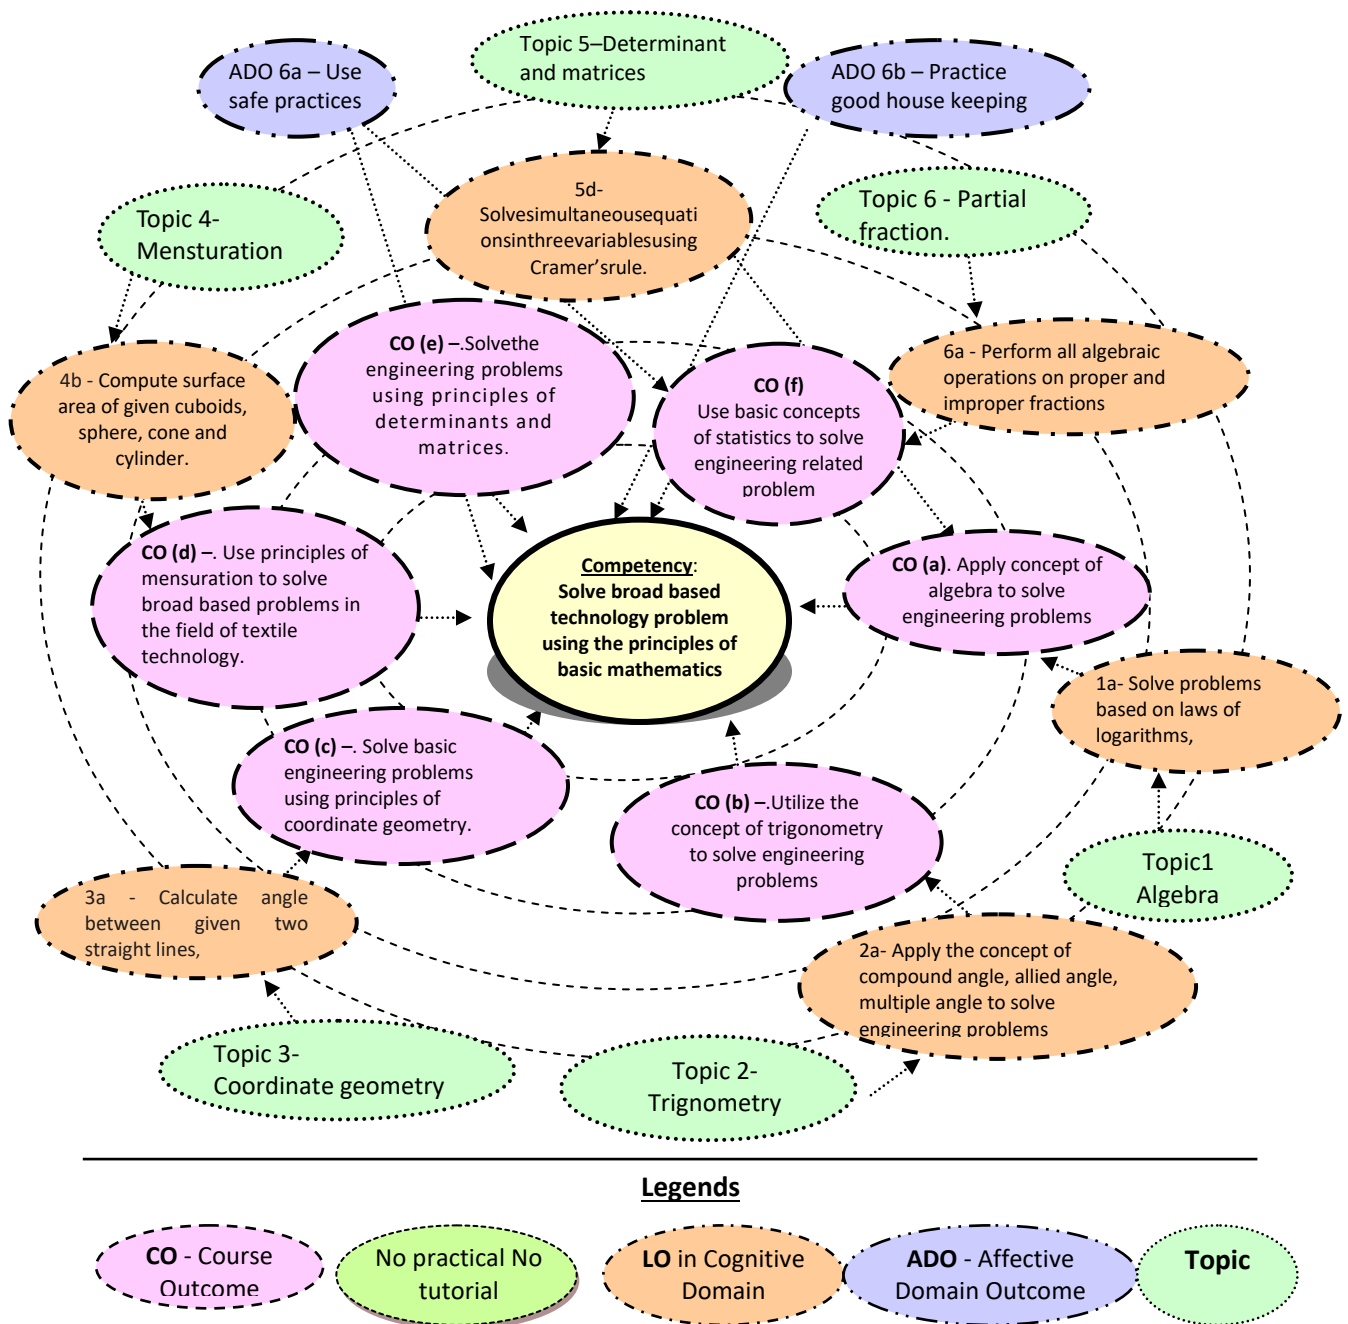 Topic 5–Determinant
and matrices
ADO 6a – Use
safe practices
ADO 6b – Practice
good house keeping
Topic 4-
Mensturation
5d-
Solvesimultaneousequati
onsinthreevariablesusing
Cramer'srule.
Topic 6 - Partial
fraction.
4b - Compute surface
area of given cuboids,
sphere, cone and
cylinder.
CO (e) –.Solvethe
engineering problems
using principles of
determinants and
matrices.
CO (f)
Use basic concepts
of statistics to solve
engineering related
problem
6a - Perform all algebraic
operations on proper and
improper fractions
CO (d) –. Use principles of
mensuration to solve
broad based problems in
the field of textile
technology.
Competency:
Solve broad based
technology problem
using the principles of
basic mathematics
CO (a). Apply concept of
algebra to solve
engineering problems
1a- Solve problems
based on laws of
logarithms,
CO (c) –. Solve basic
engineering problems
using principles of
coordinate geometry.
CO (b) –.Utilize the
concept of trigonometry
to solve engineering
problems
Topic1
Algebra
3a - Calculate angle
between given two
straight lines,
2a- Apply the concept of
compound angle, allied angle,
multiple angle to solve
engineering problems
Topic 3-
Coordinate geometry
Topic 2-
Trignometry
Legends
CO - Course
Outcome
No practical No
tutorial
LO in Cognitive
Domain
ADO - Affective
Domain Outcome
Topic